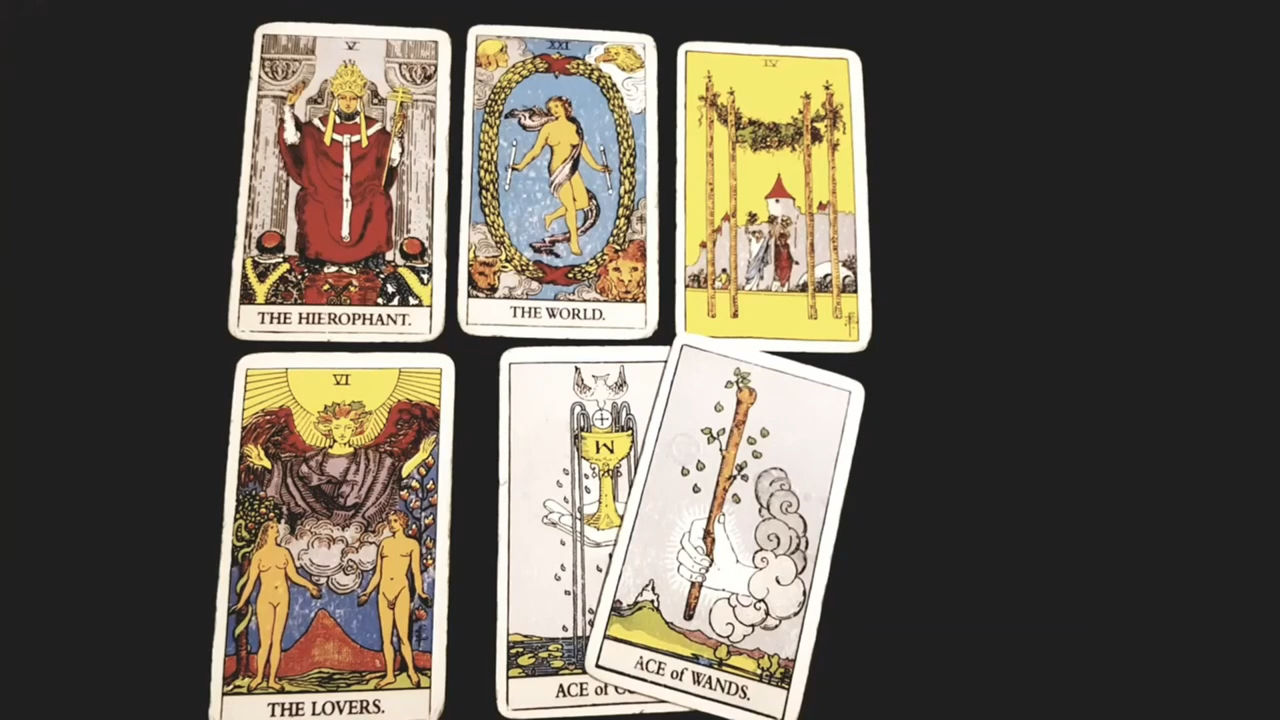 V
THE HIEROPHANT.
XXI
THE WORLD.
IV
VI
THE LOVERS.
M
ACE of
ACE of WANDS.